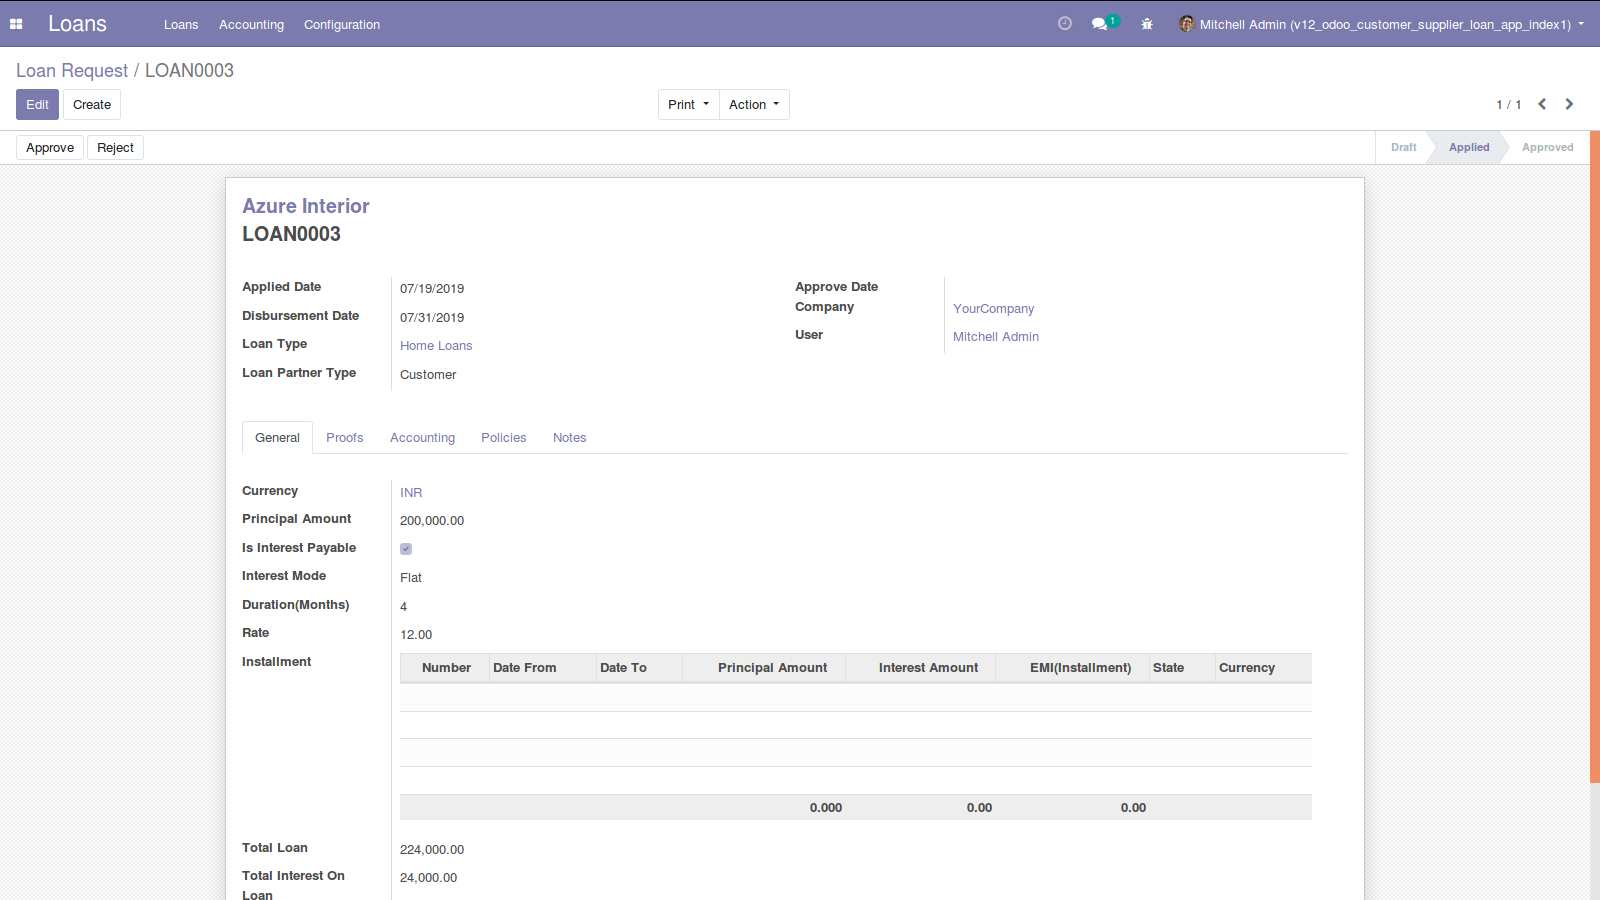 Loans Loans Accounting Configuration 1 Mitchell Admin (v12_odoo_customer_supplier_loan_app_index1)
Loan Request / LOAN0003
Edit Create Print Action 1 / 1
Approve Reject Draft Applied Approved
Azure Interior
LOAN0003
Applied Date 07/19/2019 Approve Date
Company YourCompany
Disbursement Date 07/31/2019
User Mitchell Admin
Loan Type Home Loans
Loan Partner Type Customer
General Proofs Accounting Policies Notes
Currency INR
Principal Amount 200,000.00
Is Interest Payable
Interest Mode Flat
Duration(Months) 4
Rate 12.00
Installment Number Date From Date To Principal Amount Interest Amount EMI(Installment) State Currency
0.000 0.00 0.00
Total Loan 224,000.00
Total Interest On 24,000.00
Loan